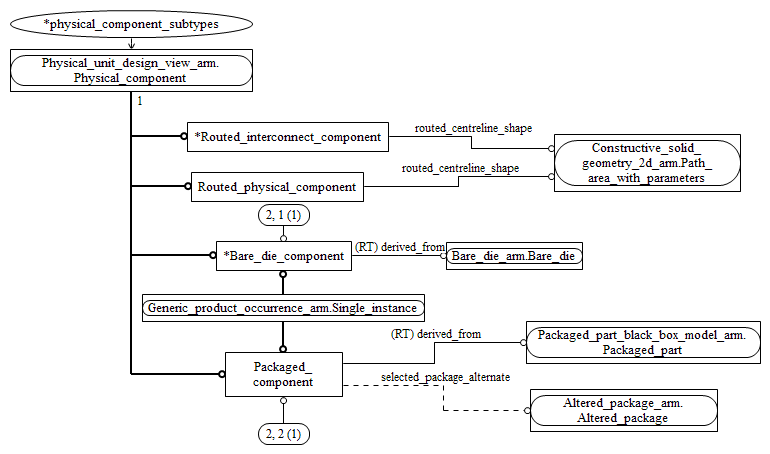 *physical_component_subtypes
Physical_unit_design_view_arm.
Physical_component
1
*Routed_interconnect_component
routed_centreline_shape
Constructive_solid_
geometry_2d_arm.Path_
area_with_parameters
routed_centreline_shape
Routed_physical_component
2, 1 (1)
*Bare_die_component
(RT) derived_from
Bare_die_arm.Bare_die
Generic_product_occurrence_arm.Single_instance
(RT) derived_from
Packaged_part_black_box_model_arm.
Packaged_part
Packaged_
component
selected_package_alternate
Altered_package_arm.
Altered_package
2, 2 (1)